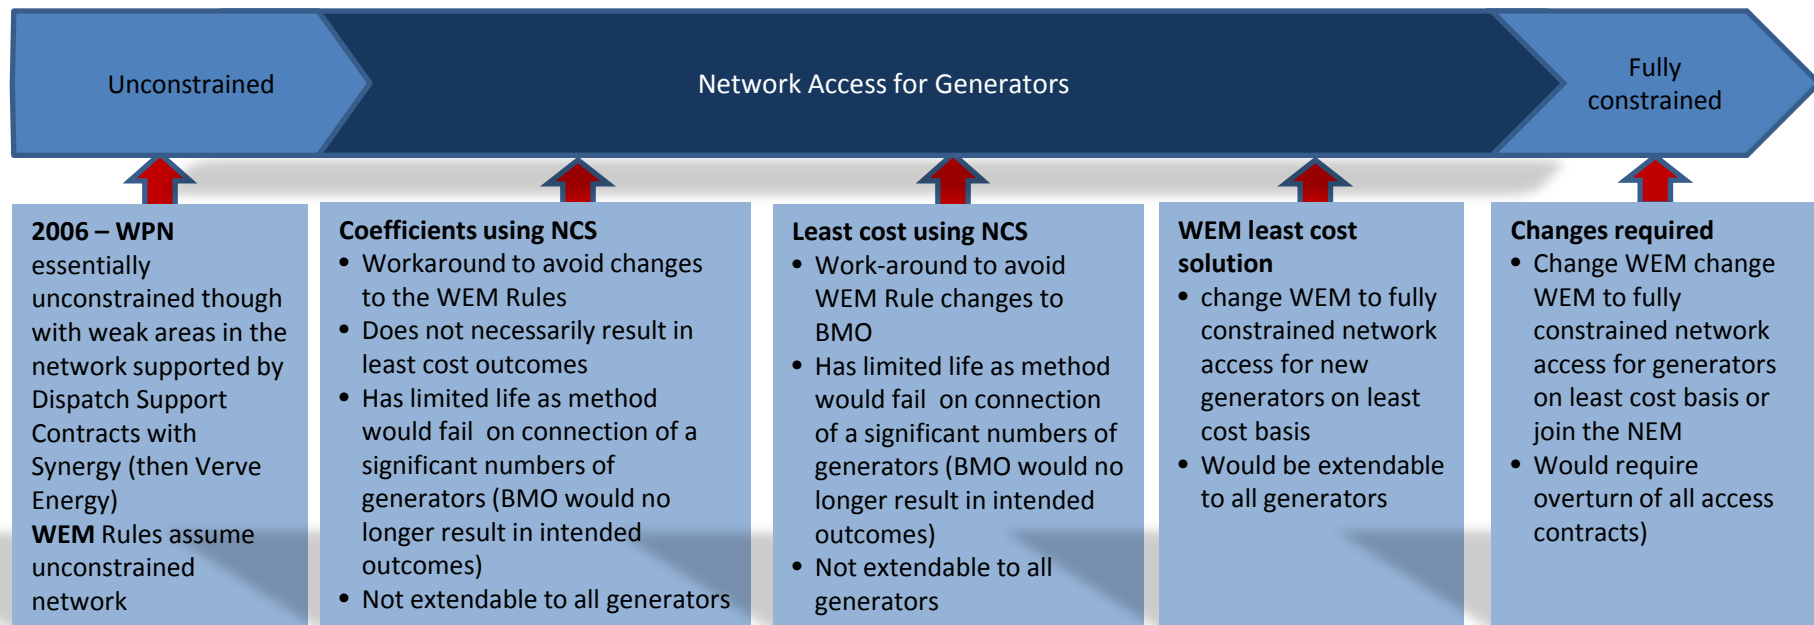 Unconstrained
Network Access for Generators
Fully
constrained
2006 – WPN
essentially
unconstrained though
with weak areas in the
network supported by
Dispatch Support
Contracts with
Synergy (then Verve
Energy)
WEM Rules assume
unconstrained
network
Coefficients using NCS
• Workaround to avoid changes
to the WEM Rules
• Does not necessarily result in
least cost outcomes
• Has limited life as method
would fail on connection of a
significant numbers of
generators (BMO would no
longer result in intended
outcomes)
• Not extendable to all generators
Least cost using NCS
• Work-around to avoid
WEM Rule changes to
BMO
• Has limited life as method
would fail on connection
of a significant numbers of
generators (BMO would no
longer result in intended
outcomes)
• Not extendable to all
generators
WEM least cost
solution
• change WEM to fully
constrained network
access for new
generators on least
cost basis
• Would be extendable
to all generators
Changes required
• Change WEM change
WEM to fully
constrained network
access for generators
on least cost basis or
join the NEM
• Would require
overturn of all access
contracts)